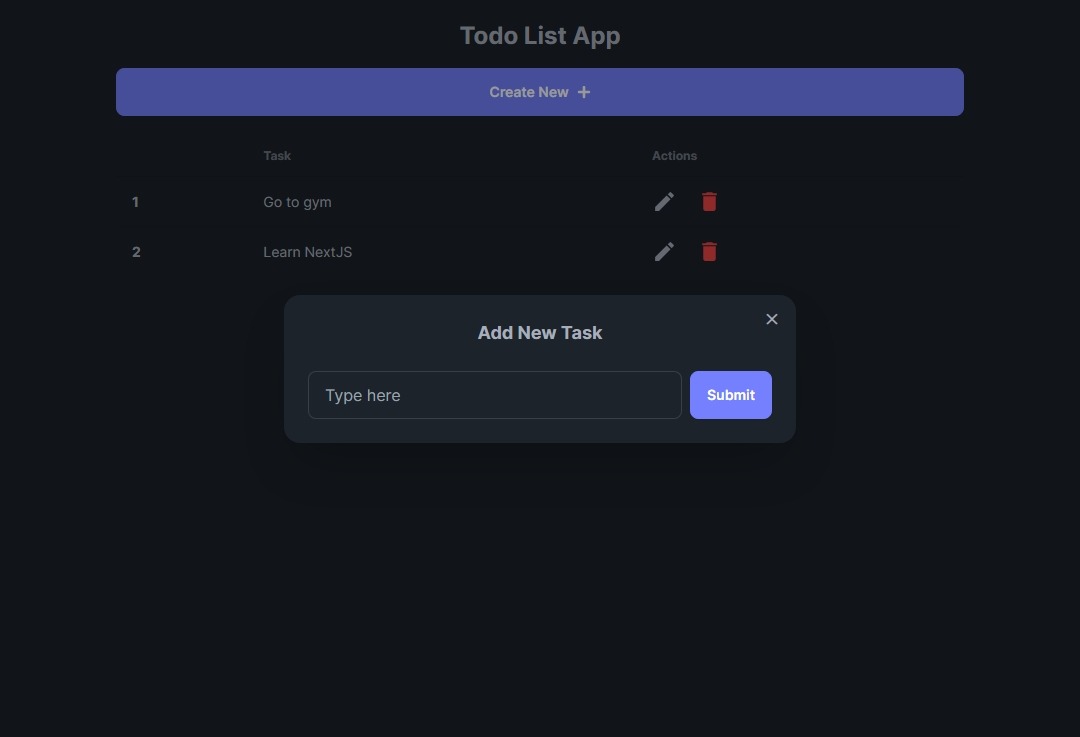 Todo List App
Create New +
Task Actions
1 Go to gym
2 Learn NextJS
Add New Task
Type here Submit